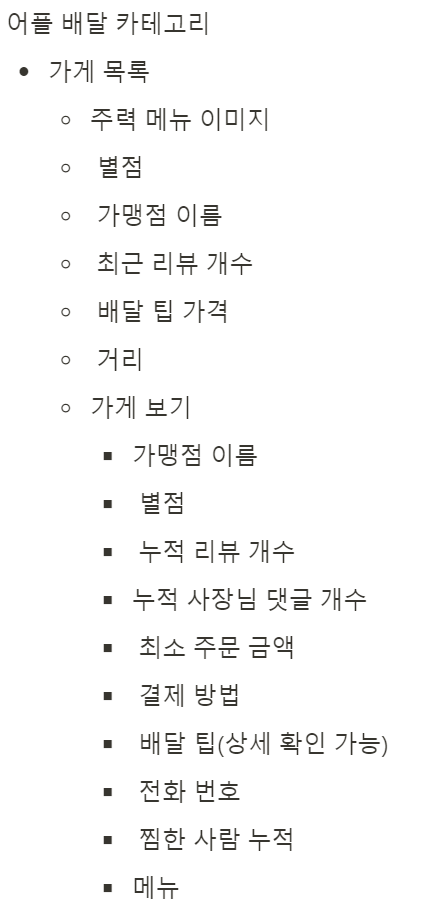 어플 배달 카테고리
• 가게 목록
○ 주력 메뉴 이미지
○ 별점
○ 가맹점 이름
○ 최근 리뷰 개수
○ 배달 팁 가격
○ 거리
○ 가게 보기
▪ 가맹점 이름
▪ 별점
▪ 누적 리뷰 개수
▪ 누적 사장님 댓글 개수
▪ 최소 주문 금액
▪ 결제 방법
▪ 배달 팁(상세 확인 가능)
▪ 전화 번호
▪ 찜한 사람 누적
▪ 메뉴